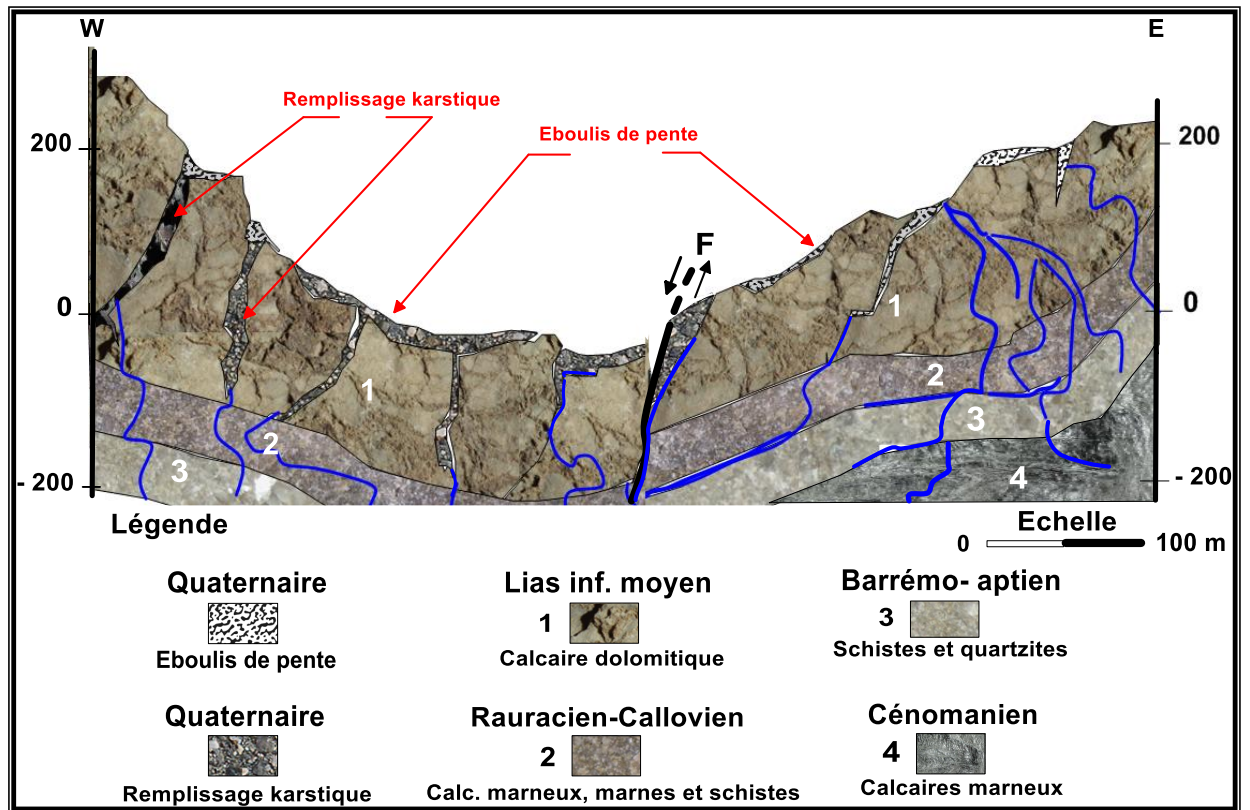 W
E
Remplissage karstique
Eboulis de pente
200
200
F
0
0
1
1
2
2
3
3
4
- 200
- 200
Légende
Echelle
0
100 m
Quaternaire
Lias inf. moyen
Barrémo- aptien
1
3
Eboulis de pente
Calcaire dolomitique
Schistes et quartzites
Quaternaire
Rauracien-Callovien
Cénomanien
2
4
Remplissage karstique
Calc. marneux, marnes et schistes
Calcaires marneux